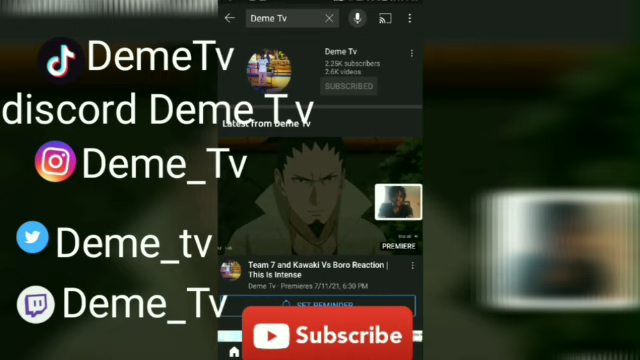 Deme Tv
DemeTv
Deme Tv
2.25K subscribers
2.6K videos
SUBSCRIBED
discord Deme T.v
Latest from Deme Tv
Deme_Tv
PREMIERE
Deme_tv
Team 7 and Kawaki Vs Boro Reaction |
This Is Intense
Deme Tv · Premieres 7/11/21, 6:30 PM
Deme_Tv
SET REMINDER
Subscribe